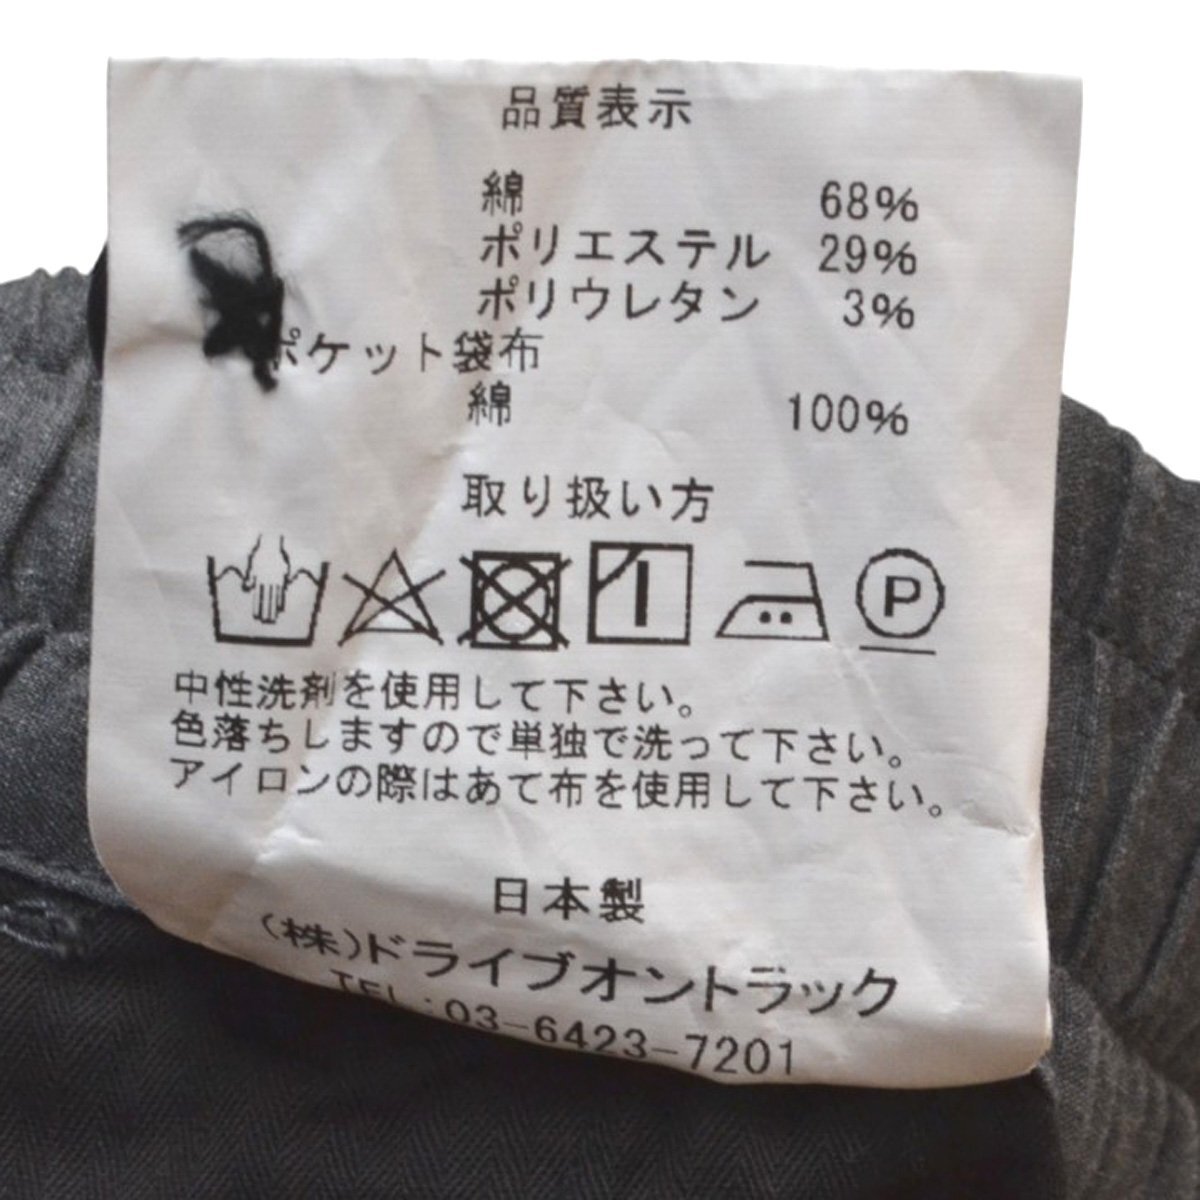 品質表示
綿 68%
ポリエステル 29%
ポリウレタン 3%
ポケット袋布
綿 100%
取り扱い方
P
中性洗剤を使用して下さい。
色落ちしますので単独で洗って下さい。
アイロンの際はあて布を使用して下さい。
日本製
(株)ドライブオントラック
TEL:03-6423-7201